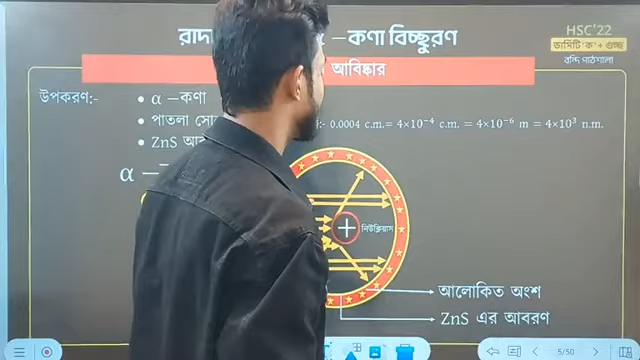 HSC'22
α –কণা বিচ্ছুরণ
ভার্সিটি 'ক' + গুচ্ছ
বন্দি পাঠশালা
আবিষ্কার
উপকরণ:-
• α –কণা
• পাতলা
:- 0.0004 c.m.= 4×10⁻⁴ c.m. = 4×10⁻⁶ m = 4×10³ n.m.
• ZnS
α –
+
নিউক্লিয়াস
আলোকিত অংশ
ZnS এর আবরণ
5/50